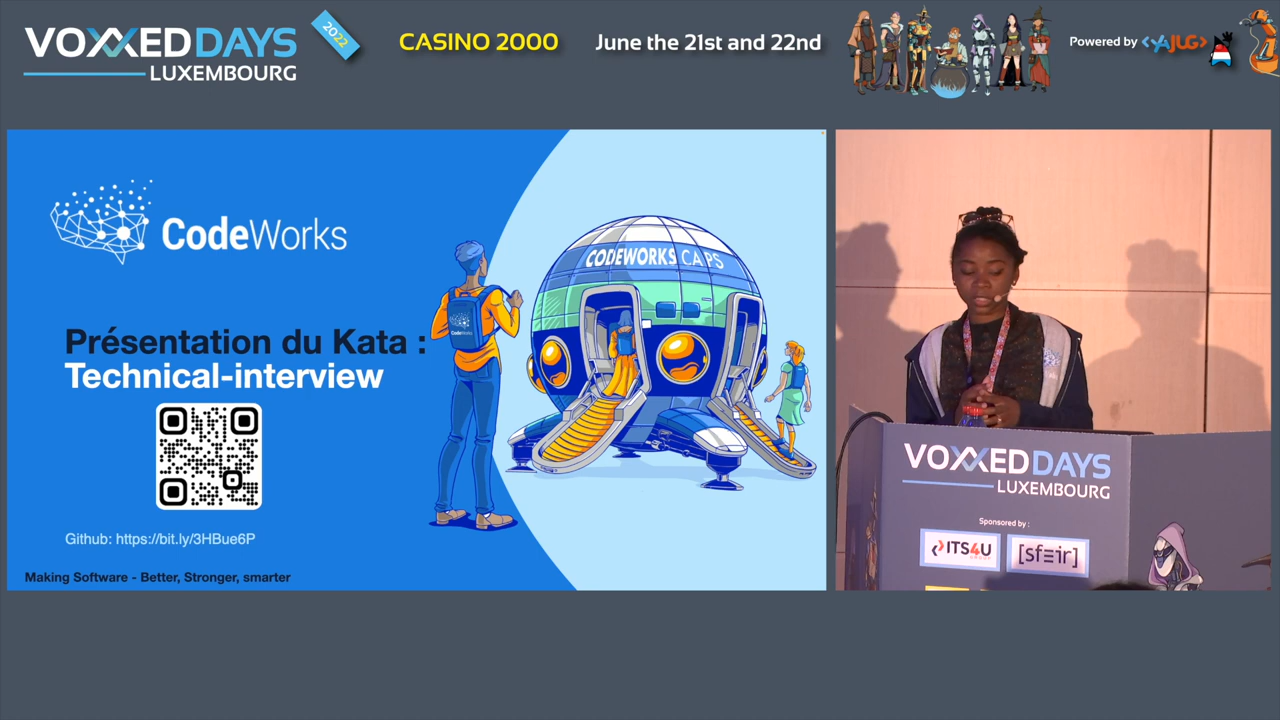 VOXXED DAYS
LUXEMBOURG
2022
CASINO 2000
June the 21st and 22nd
Powered by <YAJUG>
CodeWorks
CODEWORKS CAPS
CodeWorks
Présentation du Kata :
Technical-interview
Github: https://bit.ly/3HBue6P
Making Software - Better, Stronger, smarter
VOXXED DAYS
LUXEMBOURG
Sponsored by :
ITS4U
[sfeir]